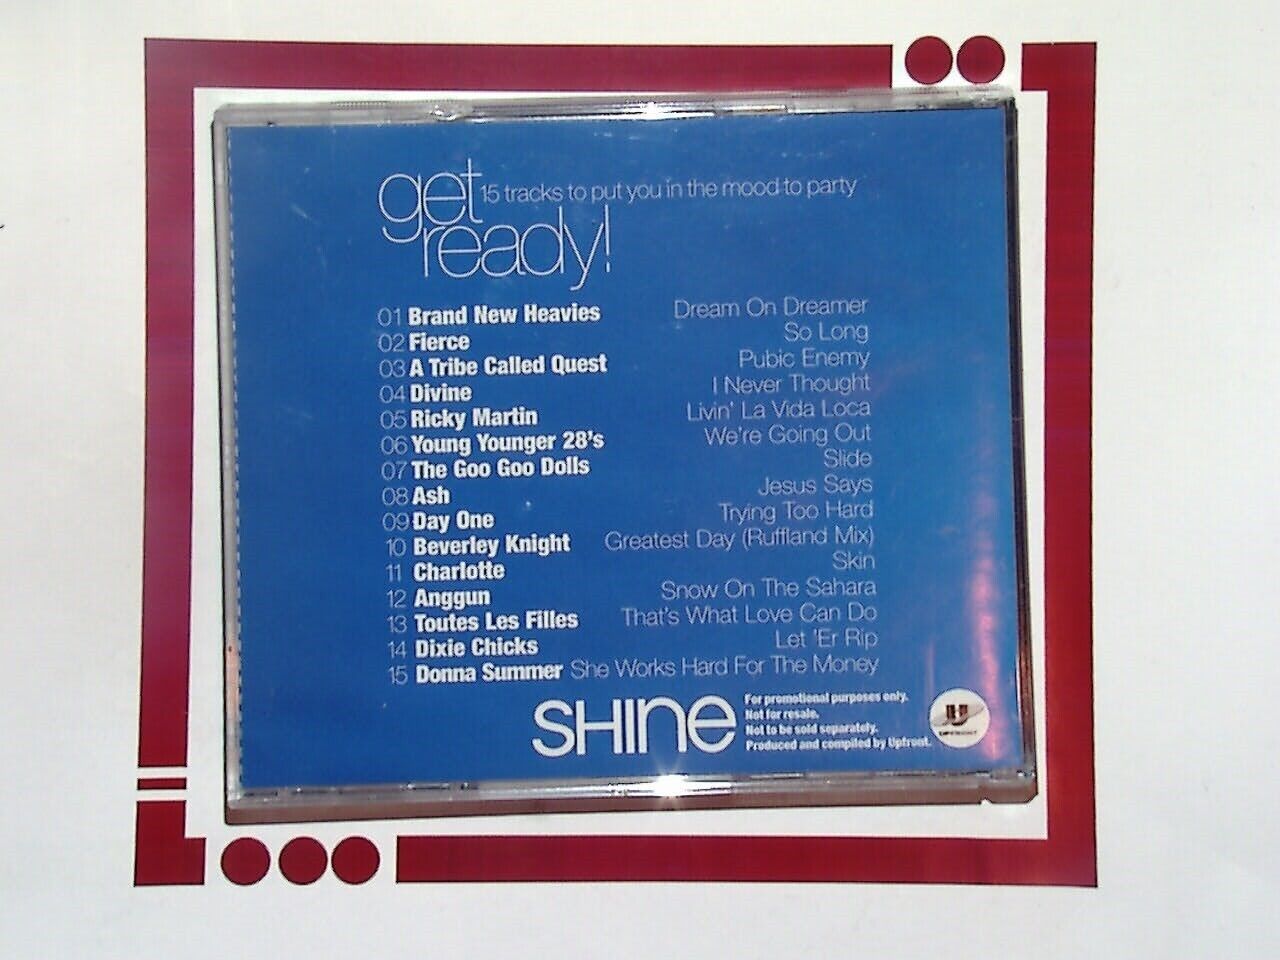 get 15 tracks to put you in the mood to party
ready!
01 Brand New Heavies Dream On Dreamer
02 Fierce So Long
03 A Tribe Called Quest Pubic Enemy
04 Divine I Never Thought
05 Ricky Martin Livin' La Vida Loca
06 Young Younger 28's We're Going Out
07 The Goo Goo Dolls Slide
08 Ash Jesus Says
09 Day One Trying Too Hard
10 Beverley Knight Greatest Day (Ruffland Mix)
11 Charlotte Skin
12 Anggun Snow On The Sahara
13 Toutes Les Filles That's What Love Can Do
14 Dixie Chicks Let 'Er Rip
15 Donna Summer She Works Hard For The Money
SHINE
For promotional purposes only.
Not for resale.
Not to be sold separately.
Produced and compiled by Upfront.
U
UPFRONT